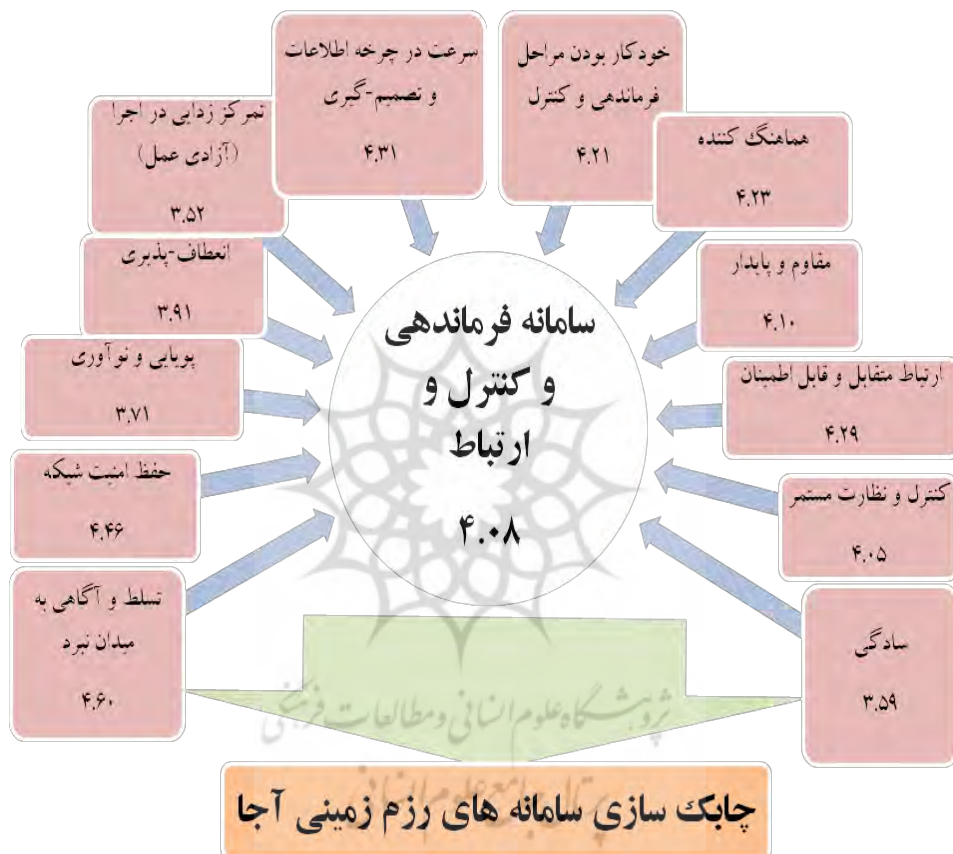 سرعت در چرخه اطلاعات
و تصمیم-گیری
۴.۳۱
خودکار بودن مراحل
فرماندهی و کنترل
۴.۲۱
هماهنگ کننده
۴.۲۳
تمرکز زدایی در اجرا
(آزادی عمل)
۳.۵۲
انعطاف-پذیری
۳.۹۱
مقاوم و پایدار
۴.۱۰
پویایی و نوآوری
۳.۷۱
ارتباط متقابل و قابل اطمینان
۴.۲۹
حفظ امنیت شبکه
۴.۴۶
کنترل و نظارت مستمر
۴.۰۵
تسلط و آگاهی به
میدان نبرد
۴.۶۰
سادگی
۳.۵۹
سامانه فرماندهی
و کنترل و
ارتباط
۴.۰۸
پژوهشگاه علوم انسانی و مطالعات فرهنگی
پرتال جامع علوم انسانی
چابک سازی سامانه های رزم زمینی آجا